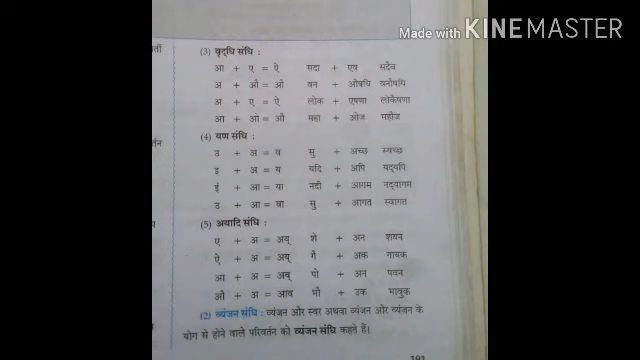 Made with KINEMASTER
(3) वृद्धि संधि :
आ + ए = ऐ सदा + एष सदैव
अ + औ = औ वन + औषधि वनौषधि
अ + ए = ऐ लोक + एषणा लोकैषणा
आ + ओ = औ महा + ओज महौज
(4) यण संधि :
उ + अ = व सु + अच्छ स्वच्छ
इ + अ = य यदि + अपि यद्यपि
ई + आ = या नदी + आगम नद्यागम
उ + आ = वा सु + आगत स्वागत
(5) अयादि संधि :
ए + अ = अय् शे + अन शयन
ऐ + अ = अय् गै + अक गायक
आ + अ = अव् पो + अन पवन
औ + अ = आव भौ + उक भावुक
(2) व्यंजन संधि : व्यंजन और स्वर अथवा व्यंजन और व्यंजन के
योग से होने वाले परिवर्तन को व्यंजन संधि कहते हैं।